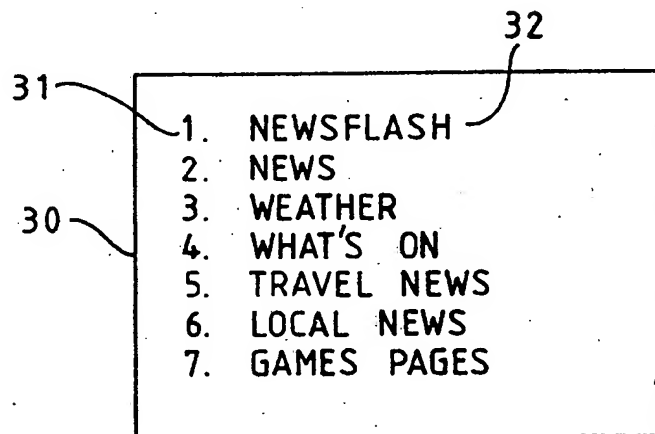 32
31
1. NEWSFLASH
2. NEWS
3. WEATHER
30
4. WHAT'S ON
5. TRAVEL NEWS
6. LOCAL NEWS
7. GAMES PAGES